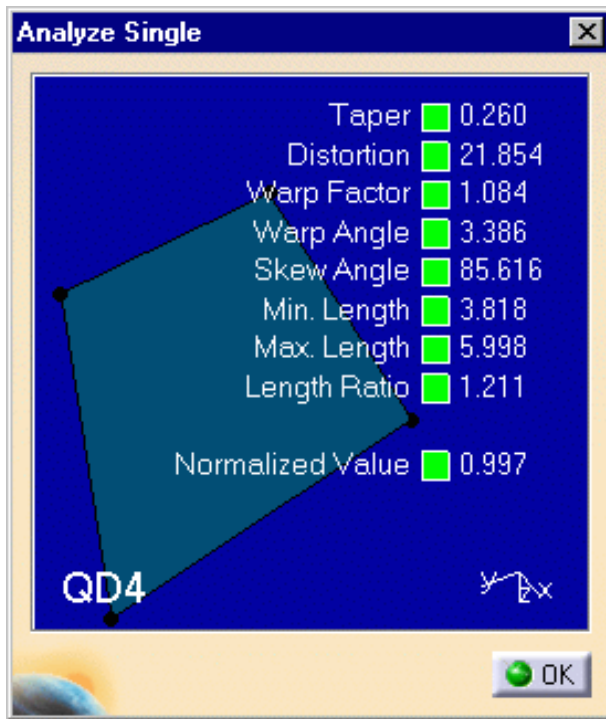 Analyze Single
Taper 0.260
Distortion 21.854
Warp Factor 1.084
Warp Angle 3.386
Skew Angle 85.616
Min. Length 3.818
Max. Length 5.998
Length Ratio 1.211
Normalized Value 0.997
QD4
y z x
OK